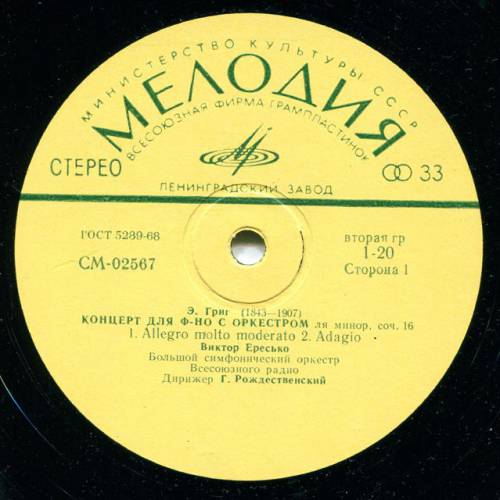 МИНИСТЕРСТВО КУЛЬТУРЫ СССР
МЕЛОДИЯ
ВСЕСОЮЗНАЯ ФИРМА ГРАМПЛАСТИНОК
СТЕРЕО
33
ЛЕНИНГРАДСКИЙ ЗАВОД
ГОСТ 5289-68
вторая гр
СМ-02567
1-20
Сторона 1
Э. Григ (1843—1907)
КОНЦЕРТ ДЛЯ Ф-НО С ОРКЕСТРОМ ля минор, соч. 16
1. Allegro molto moderato 2. Adagio
Виктор Ересько
Большой симфонический оркестр
Всесоюзного радио
Дирижер Г. Рождественский